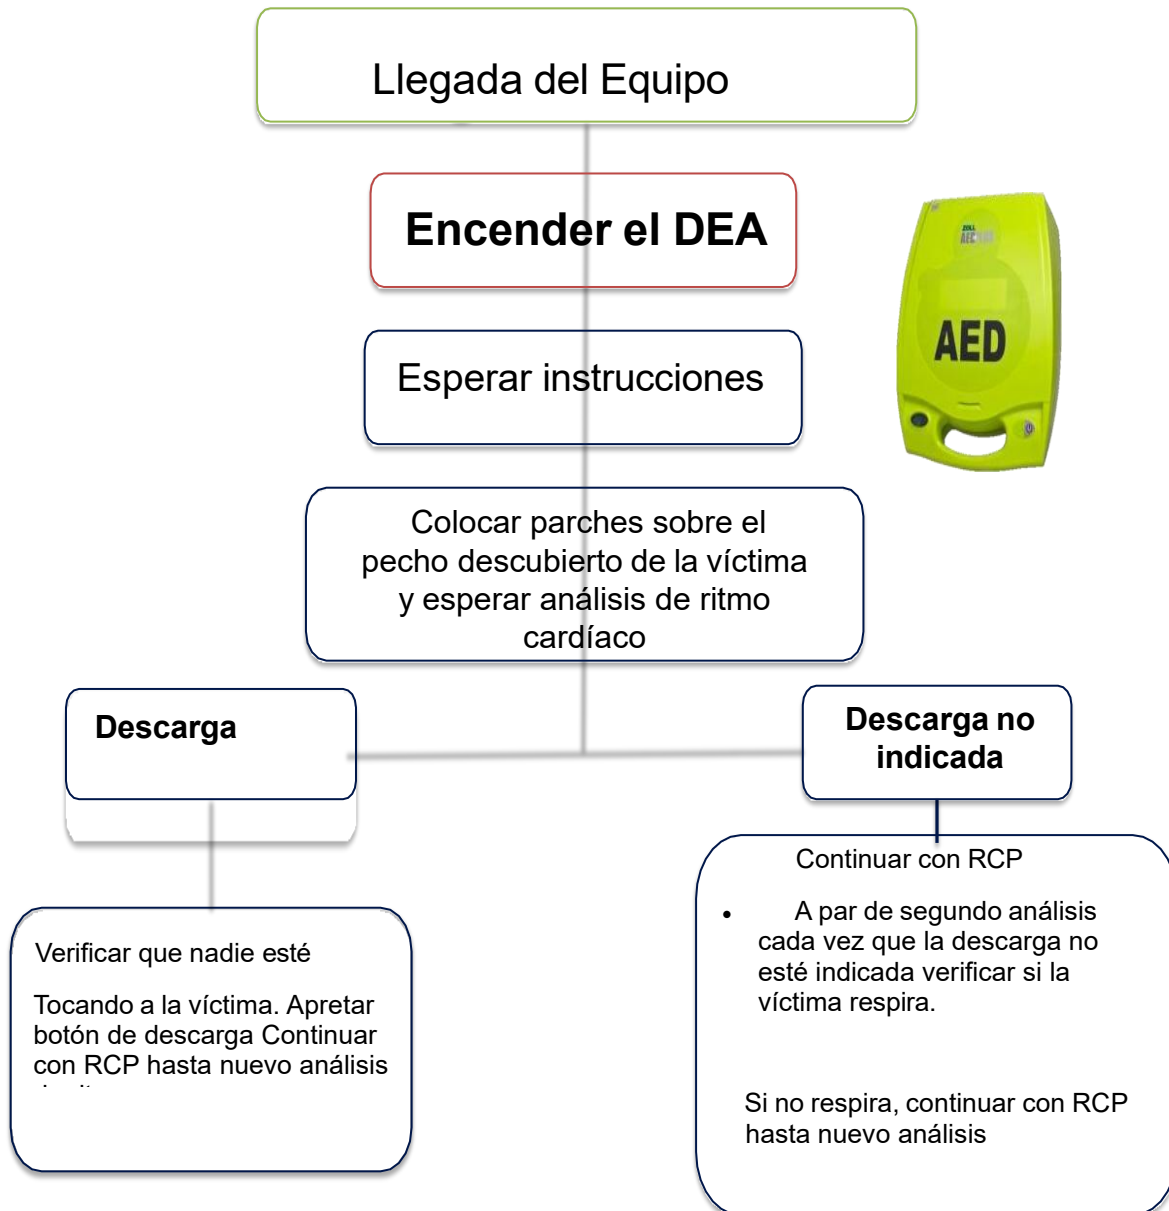 Llegada del Equipo
Encender el DEA
ZOLL
AED
Esperar instrucciones
Colocar parches sobre el
pecho descubierto de la víctima
y esperar análisis de ritmo
cardíaco
Descarga
Descarga no
indicada
Verificar que nadie esté
Tocando a la víctima. Apretar
botón de descarga Continuar
con RCP hasta nuevo análisis
Continuar con RCP
• A par de segundo análisis
cada vez que la descarga no
esté indicada verificar si la
víctima respira.
Si no respira, continuar con RCP
hasta nuevo análisis